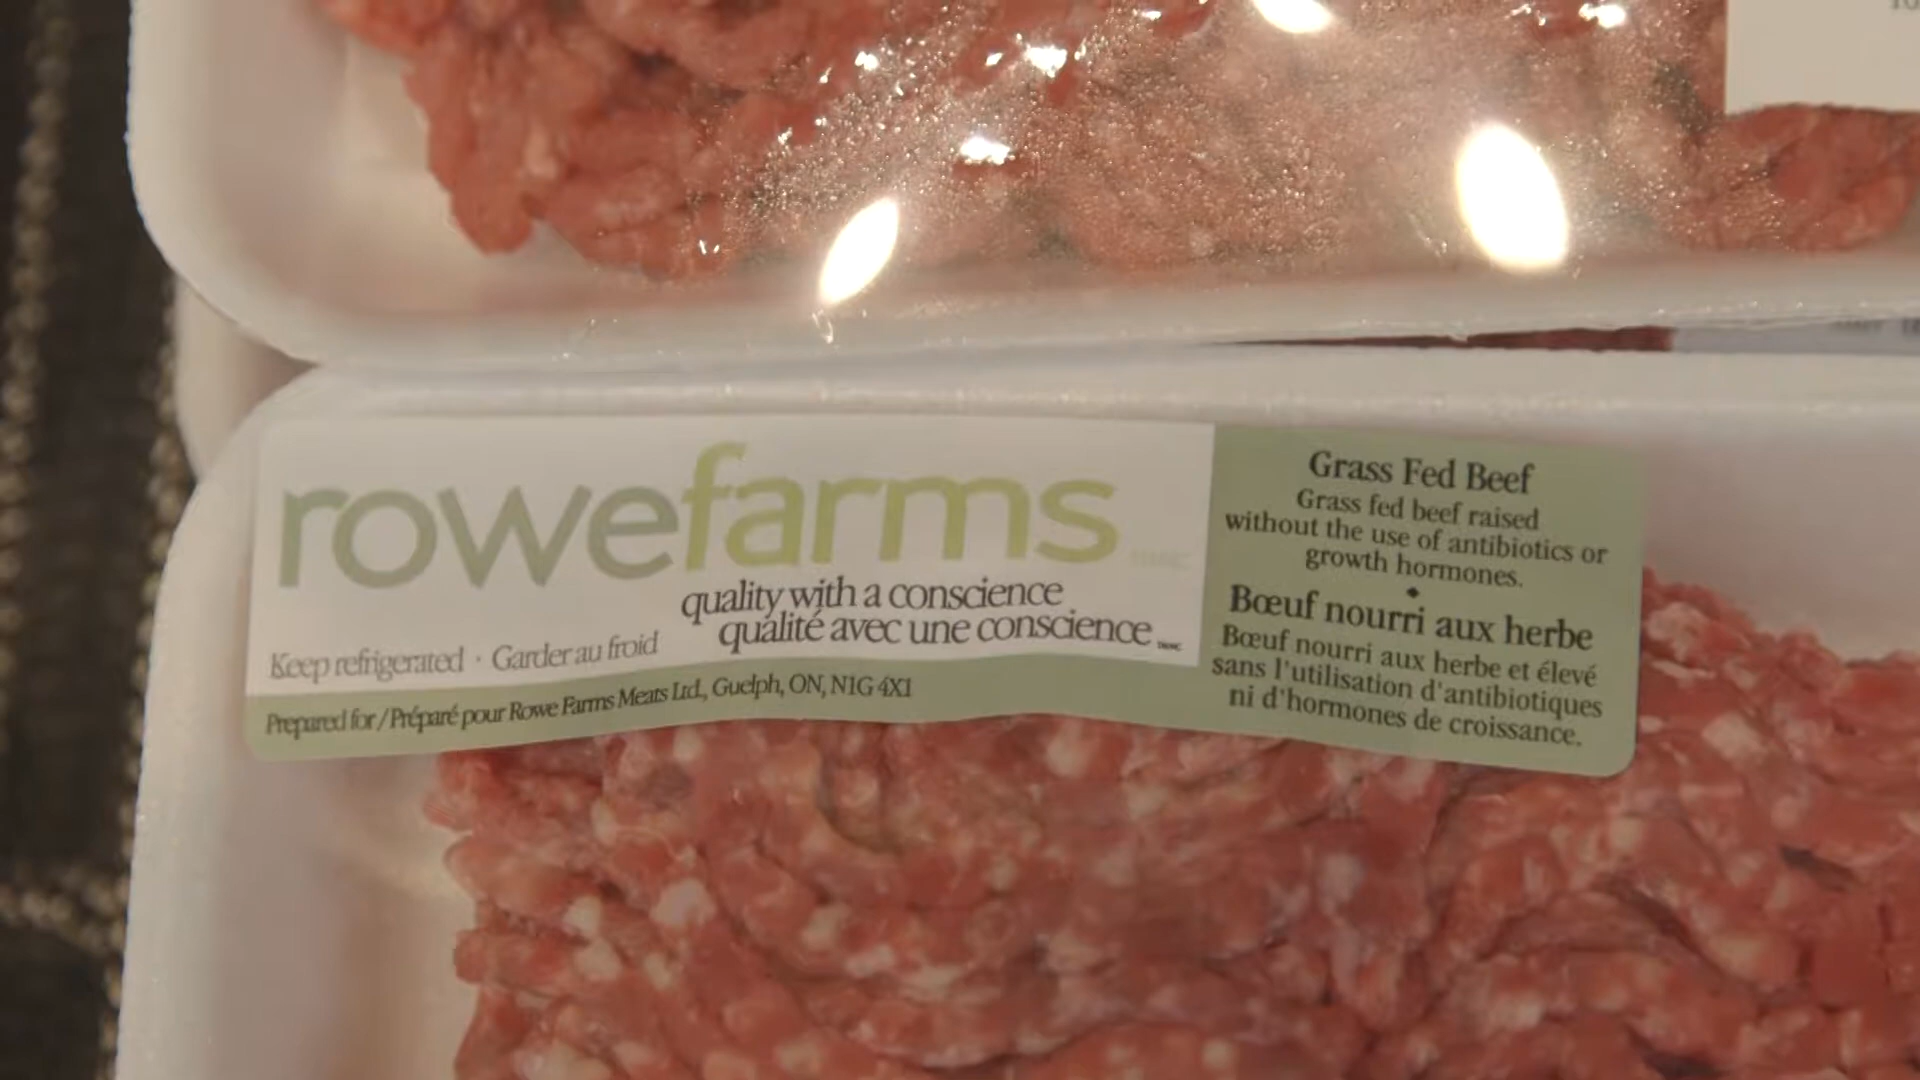 rowefarms
quality with a conscience
qualité avec une conscience
Keep refrigerated · Garder au froid
Prepared for / Préparé pour Rowe Farms Meats Ltd., Guelph, ON, N1G 4X1
Grass Fed Beef
Grass fed beef raised
without the use of antibiotics or
growth hormones.
Bœuf nourri aux herbe
Bœuf nourri aux herbe et élevé
sans l'utilisation d'antibiotiques
ni d'hormones de croissance.